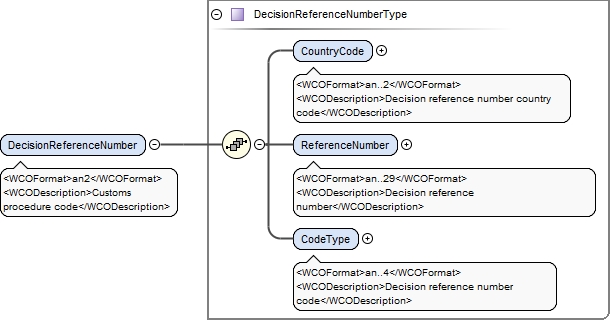 DecisionReferenceNumberType
CountryCode
<WCOFormat>an..2</WCOFormat>
<WCODescription>Decision reference number country
code</WCODescription>
DecisionReferenceNumber
<WCOFormat>an2</WCOFormat>
<WCODescription>Customs
procedure code</WCODescription>
ReferenceNumber
<WCOFormat>an..29</WCOFormat>
<WCODescription>Decision reference
number</WCODescription>
CodeType
<WCOFormat>an..4</WCOFormat>
<WCODescription>Decision reference number
code</WCODescription>